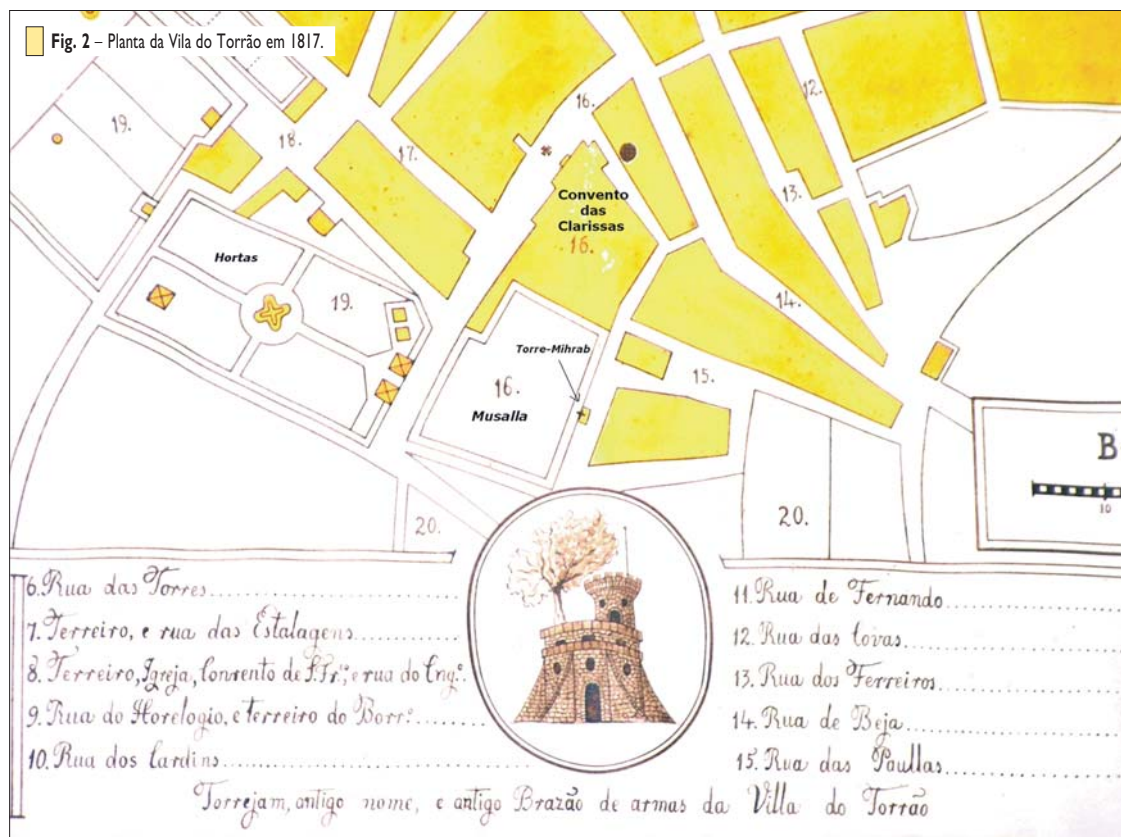 Fig. 2 – Planta da Vila do Torrão em 1817.
19.
18.
17.
16.
12.
13.
Convento
das
Clarissas
16.
Hortas
19.
14.
Torre-Mihrab
15.
16.
Musalla
20.
20.
B
10
6. Rua das Torres
7. Terreiro, e rua das Estalagens
8. Terreiro, Igreja, Convento de S. Fr.co; e rua do Eng.o
9. Rua do Horelogio, e terreiro do Borr.o
10. Rua dos Cardins
11. Rua de Fernando
12. Rua das Covas
13. Rua dos Ferreiros
14. Rua de Beja
15. Rua das Paullas
Torrejam, antigo nome, e antigo Brazão de armas da Villa do Torrão